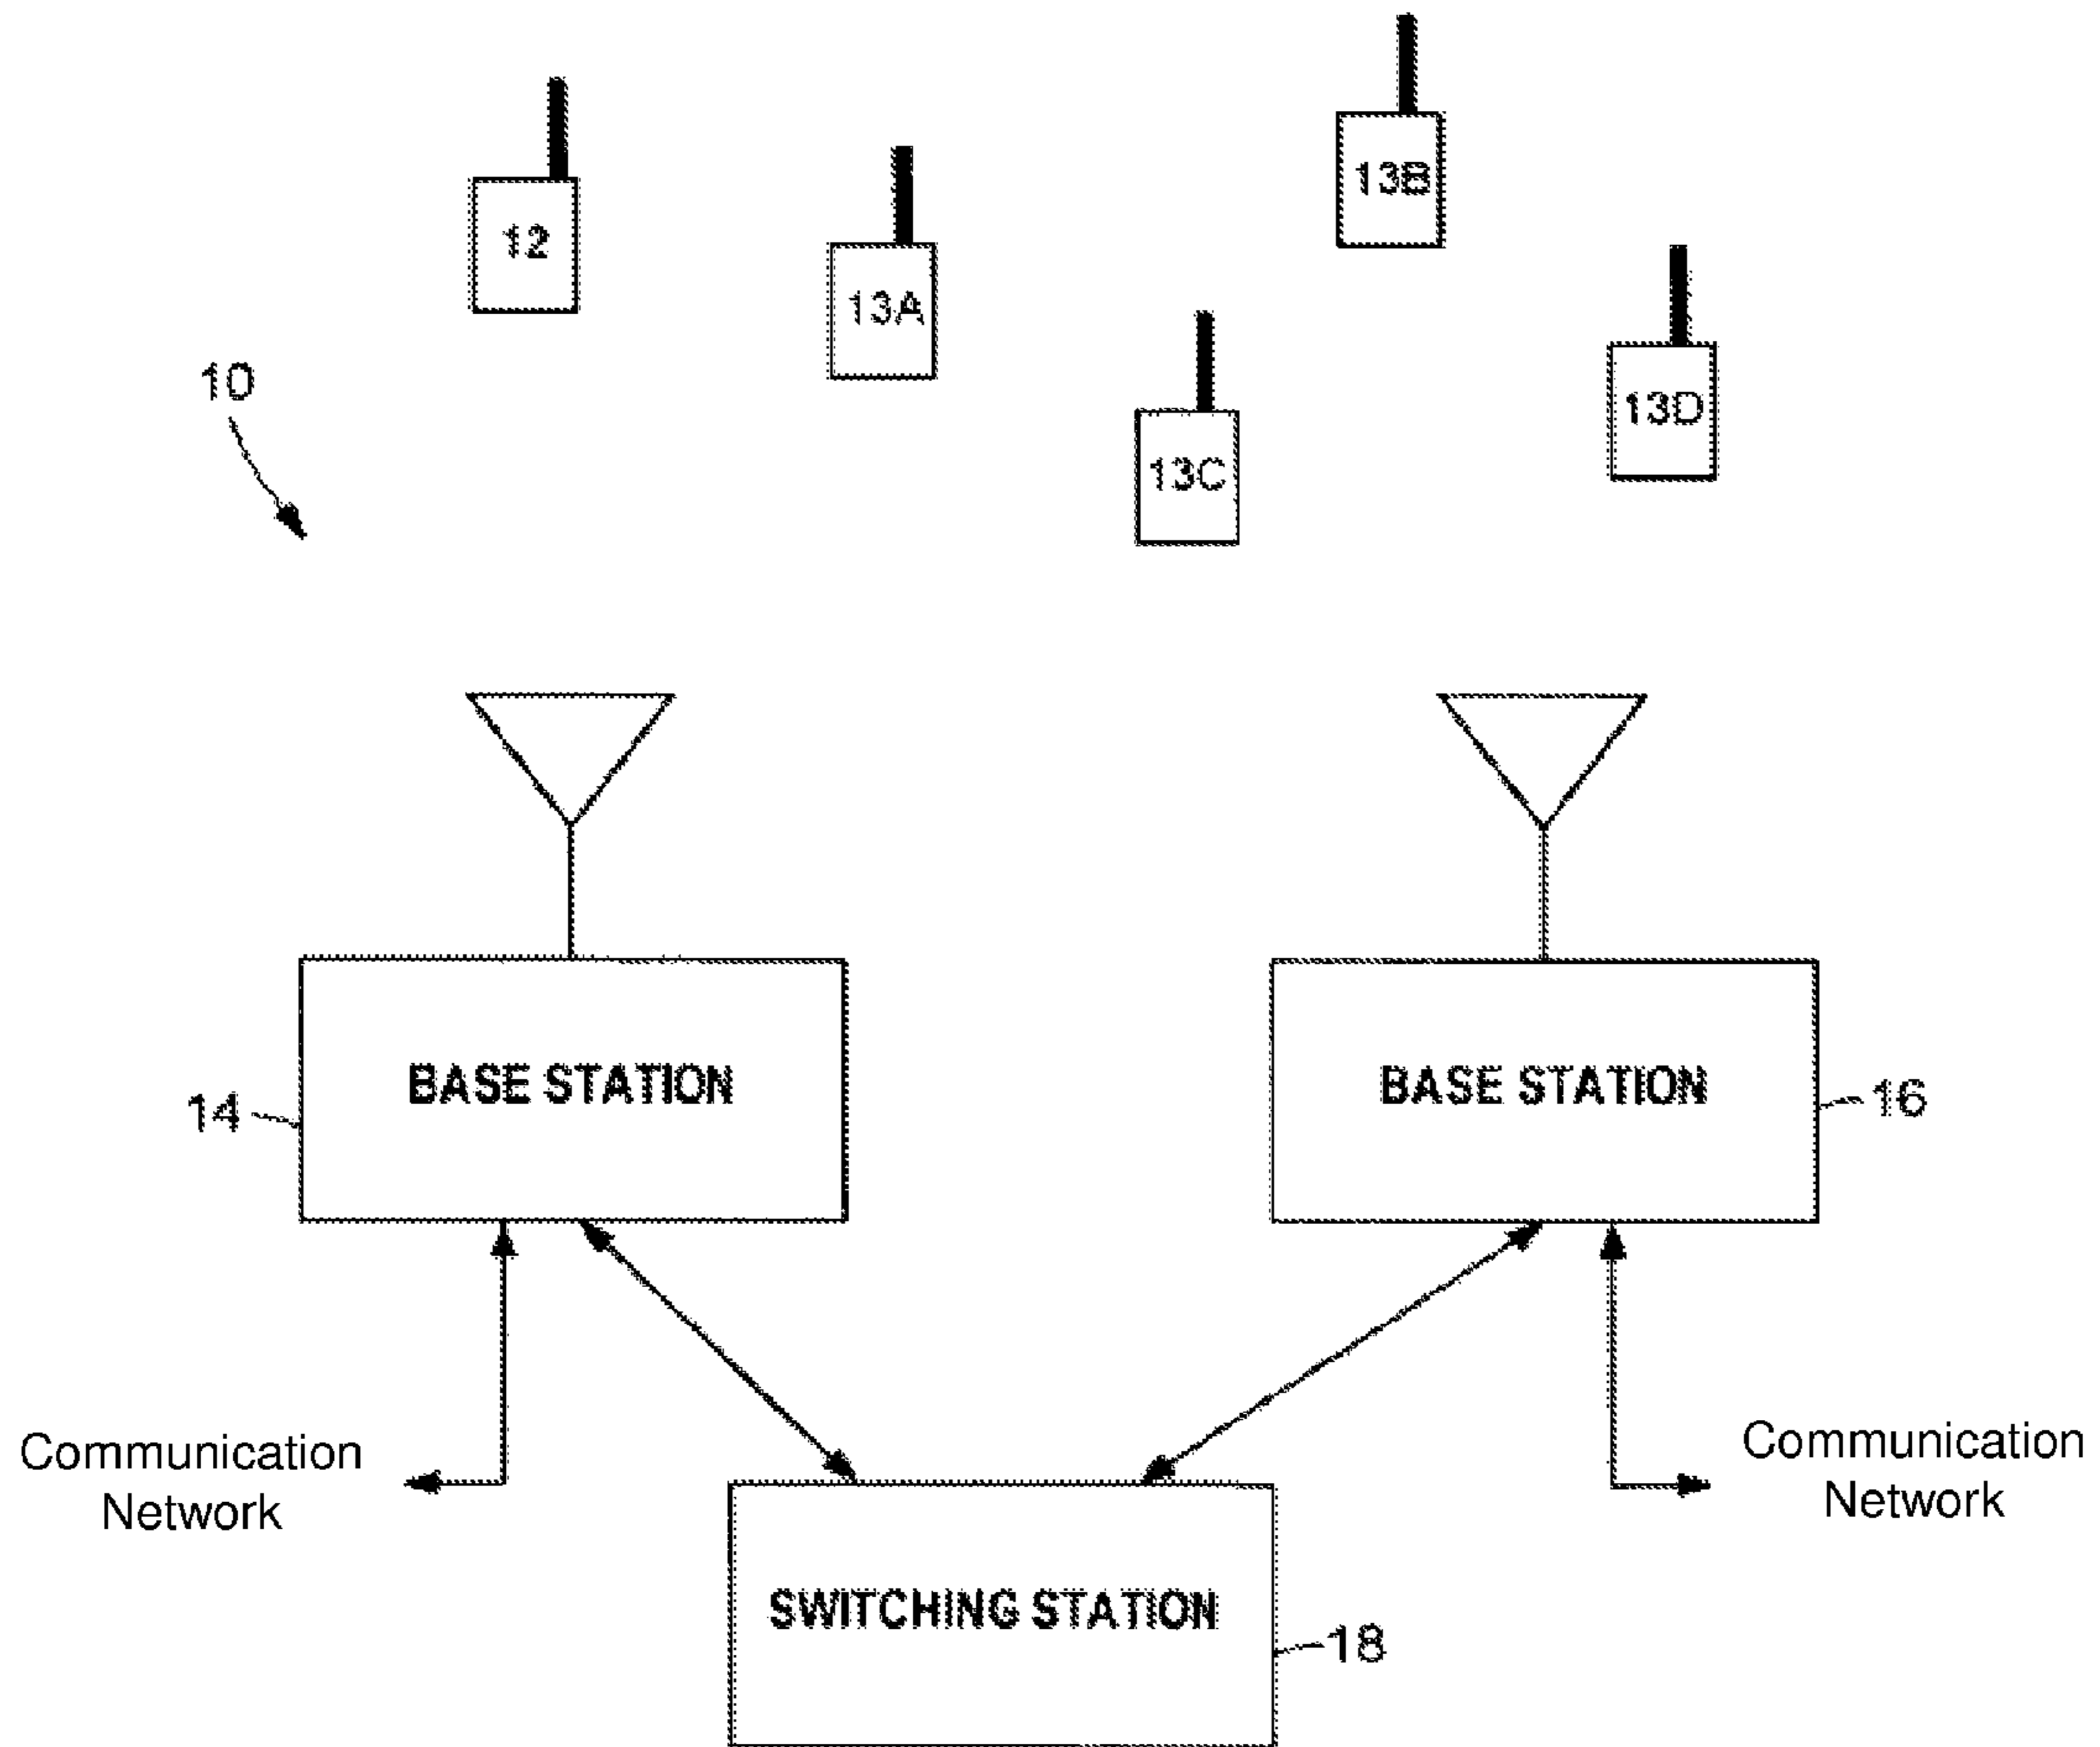 13B
12
13A
10
13D
13C
BASE STATION
BASE STATION
14
16
Communication
Network
Communication
Network
SWITCHING STATION
18